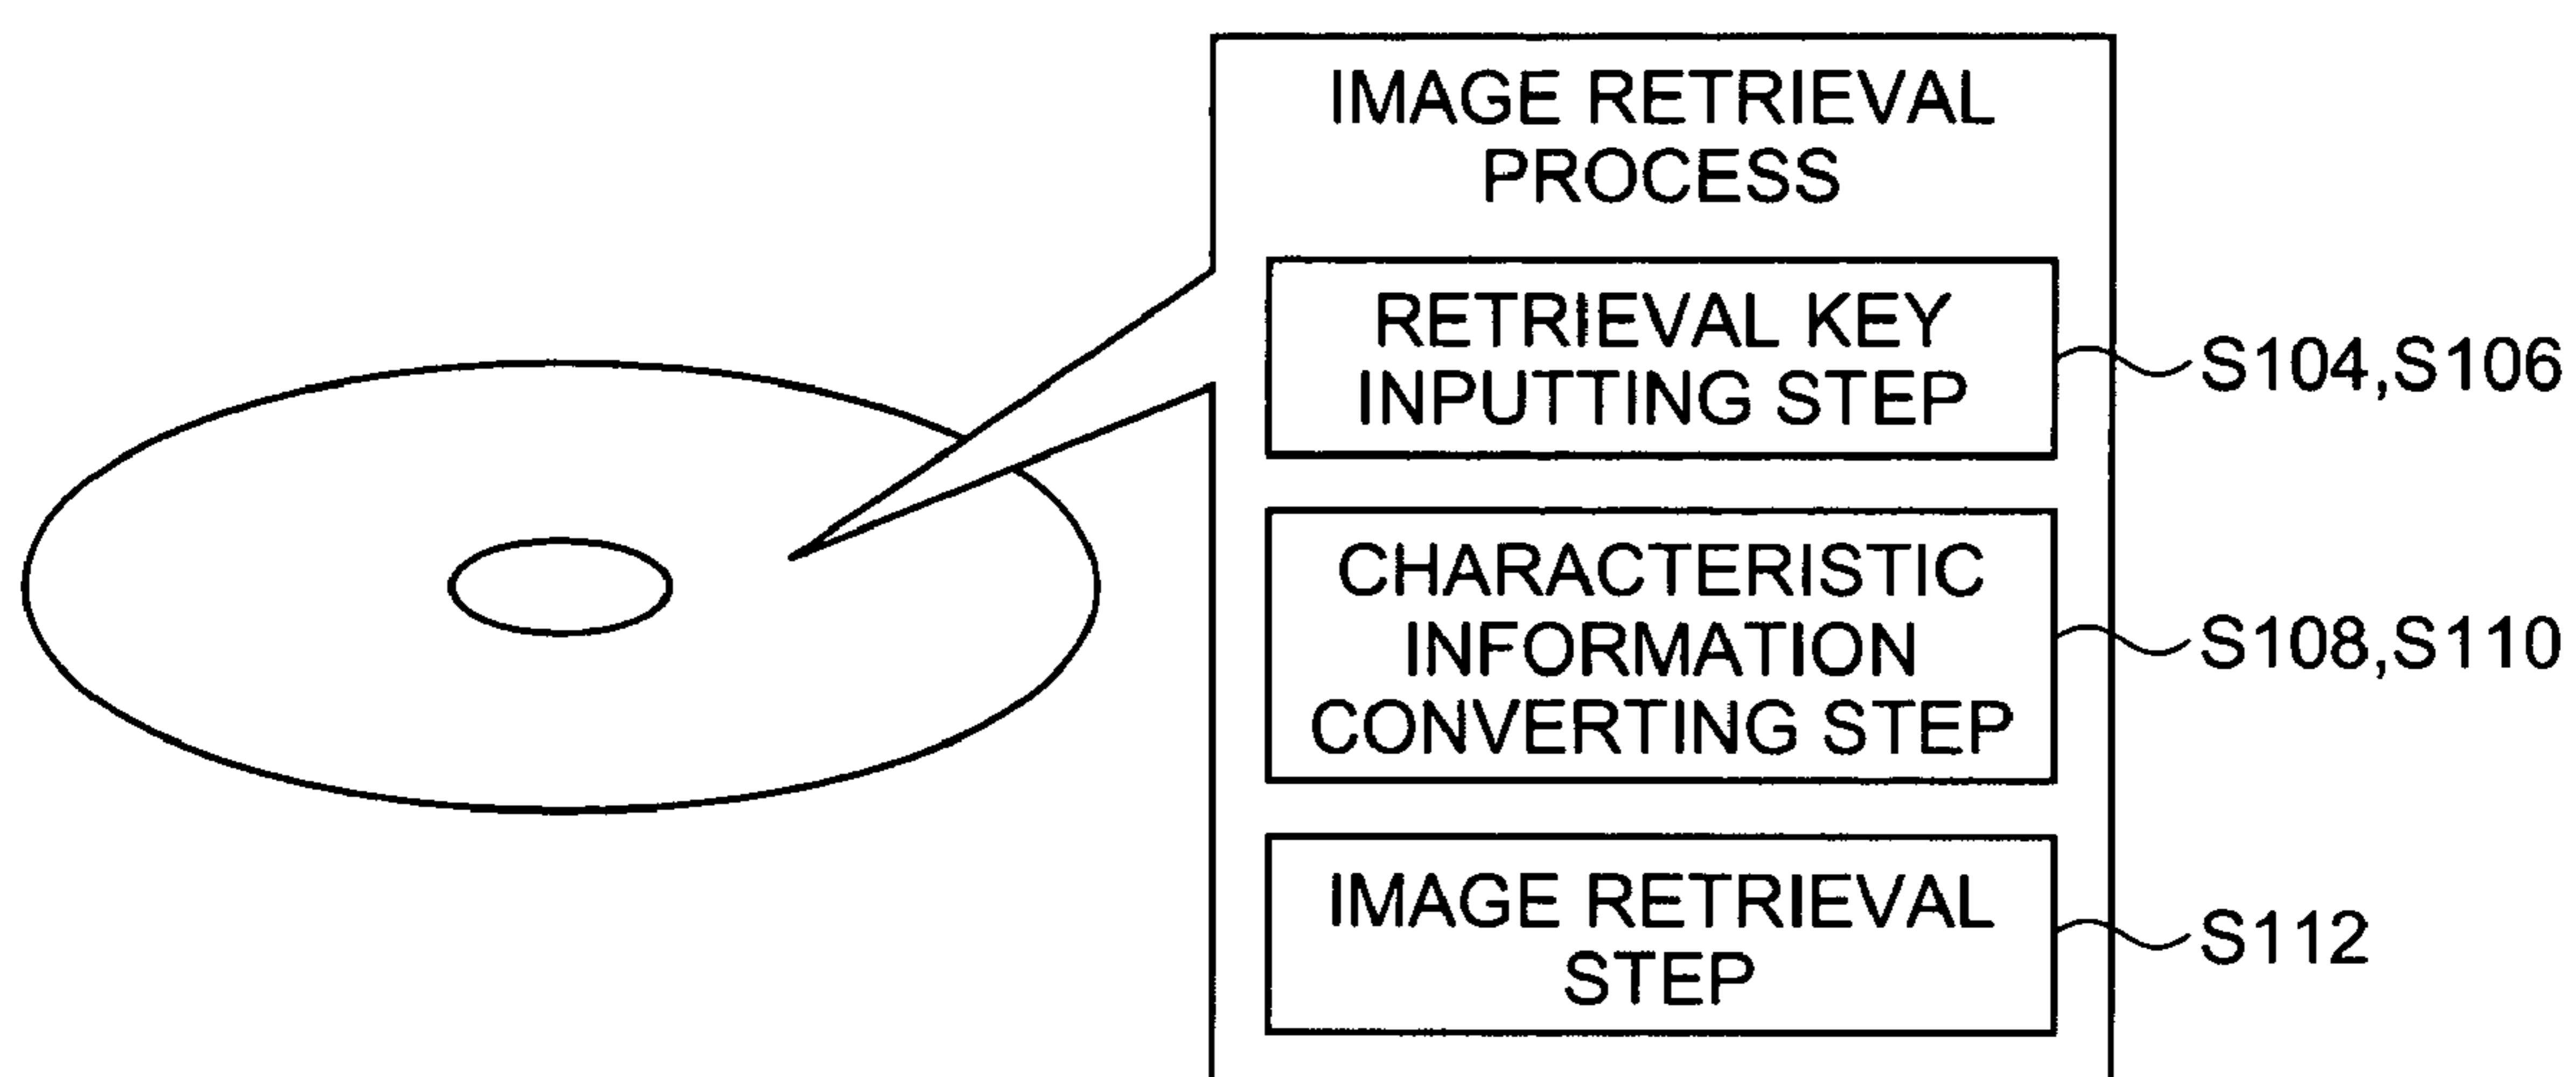 IMAGE RETRIEVAL
PROCESS
RETRIEVAL KEY
INPUTTING STEP
S104,S106
CHARACTERISTIC
INFORMATION
CONVERTING STEP
S108,S110
IMAGE RETRIEVAL
STEP
S112